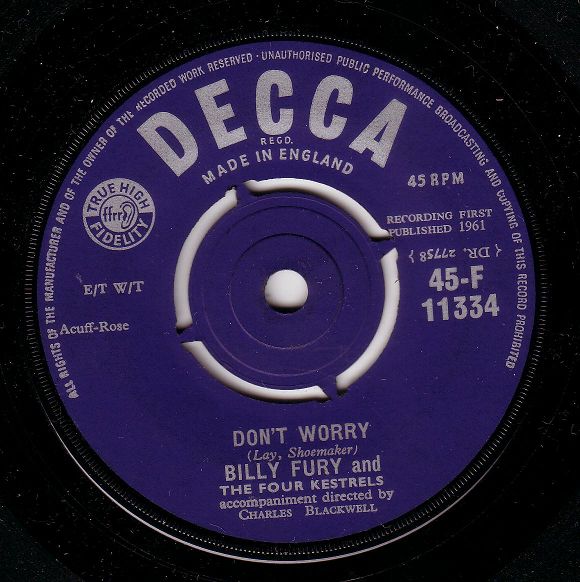 ALL RIGHTS OF THE MANUFACTURER AND OF THE OWNER OF THE RECORDED WORK RESERVED · UNAUTHORISED PUBLIC PERFORMANCE BROADCASTING AND COPYING OF THIS RECORD PROHIBITED
DECCA
REGD.
MADE IN ENGLAND
45 RPM
TRUE HIGH
ffrr
FIDELITY
RECORDING FIRST
PUBLISHED 1961
{ DR. 27758 }
E/T W/T
45-F
11334
Acuff-Rose
DON'T WORRY
(Lay, Shoemaker)
BILLY FURY and
THE FOUR KESTRELS
accompaniment directed by
CHARLES BLACKWELL